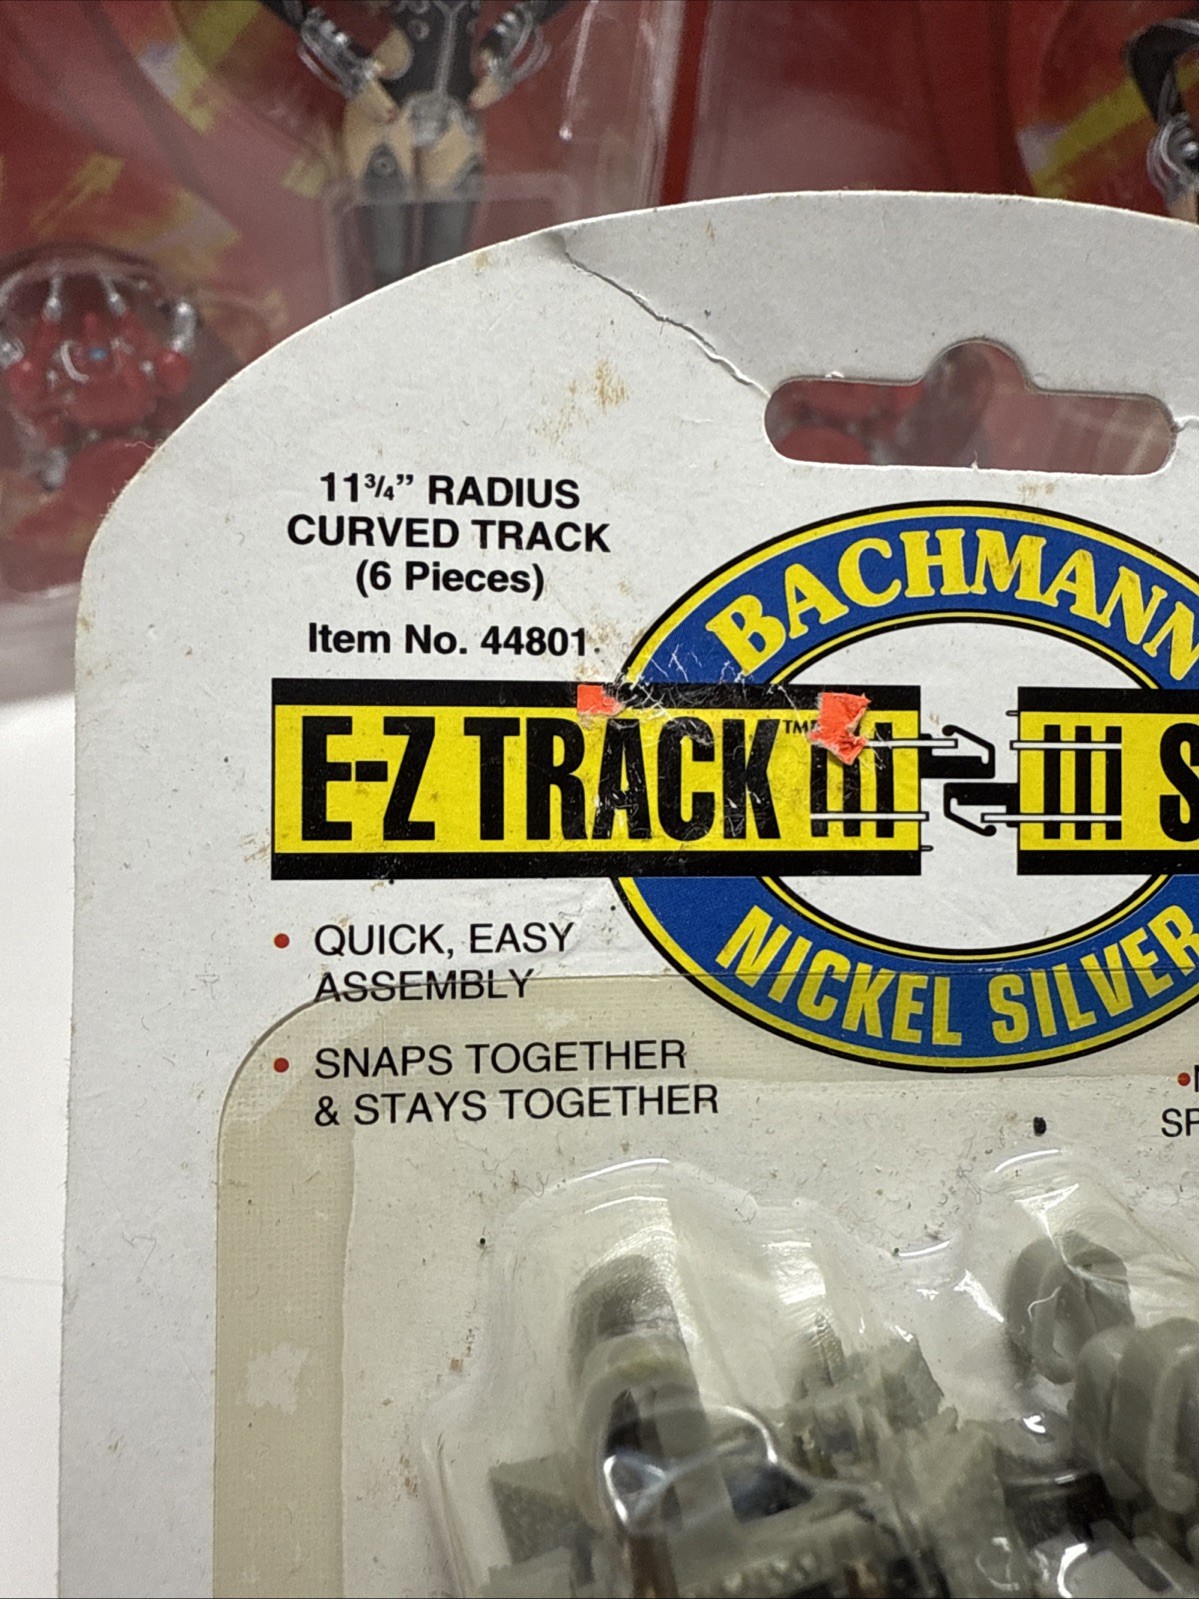 11¾” RADIUS
CURVED TRACK
(6 Pieces)
Item No. 44801
BACHMANN
E-Z TRACK™
S
NICKEL SILVER
• QUICK, EASY
ASSEMBLY
• SNAPS TOGETHER
& STAYS TOGETHER